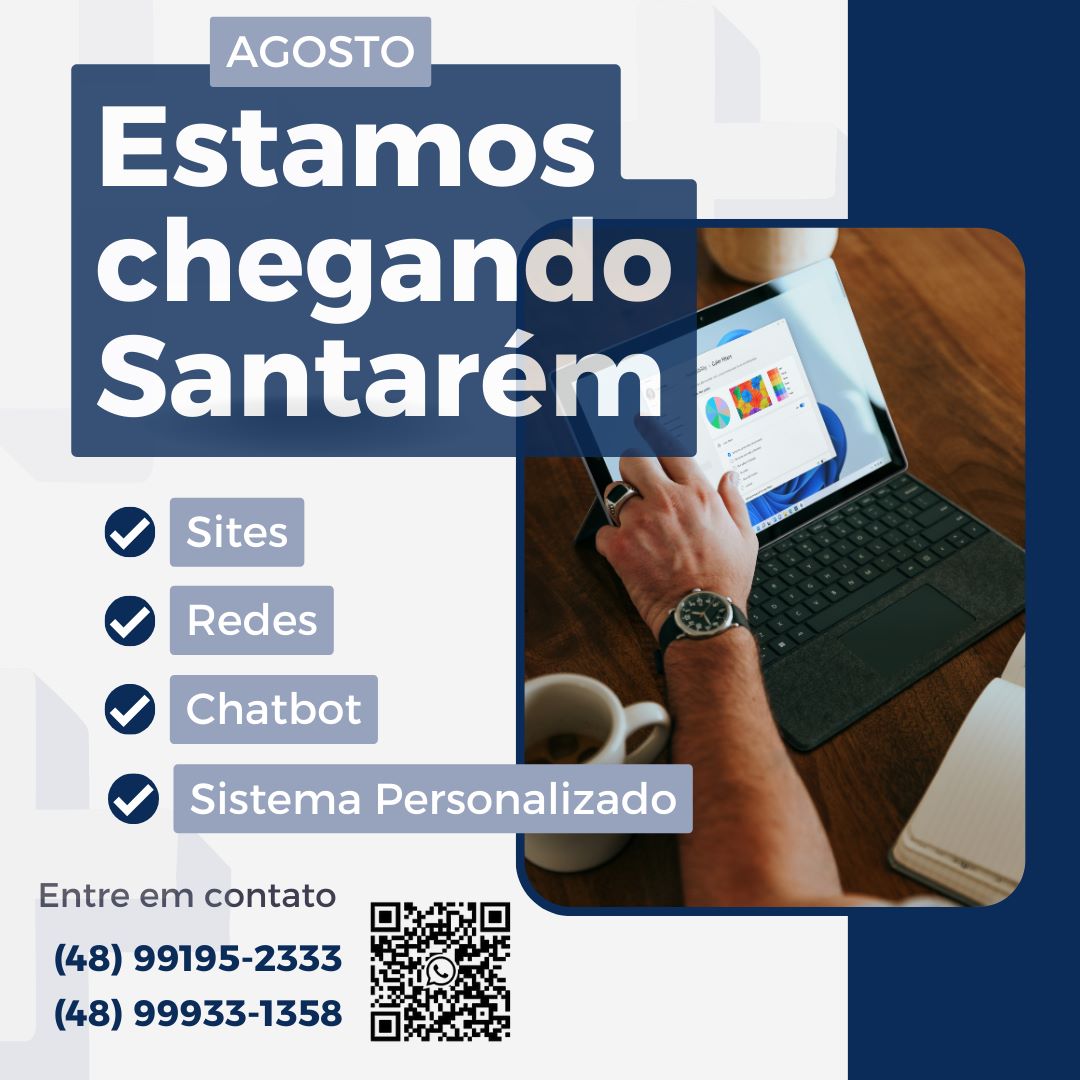 AGOSTO
Estamos
chegando
Santarém
Sites
Redes
Chatbot
Sistema Personalizado
Entre em contato
(48) 99195-2333
(48) 99933-1358